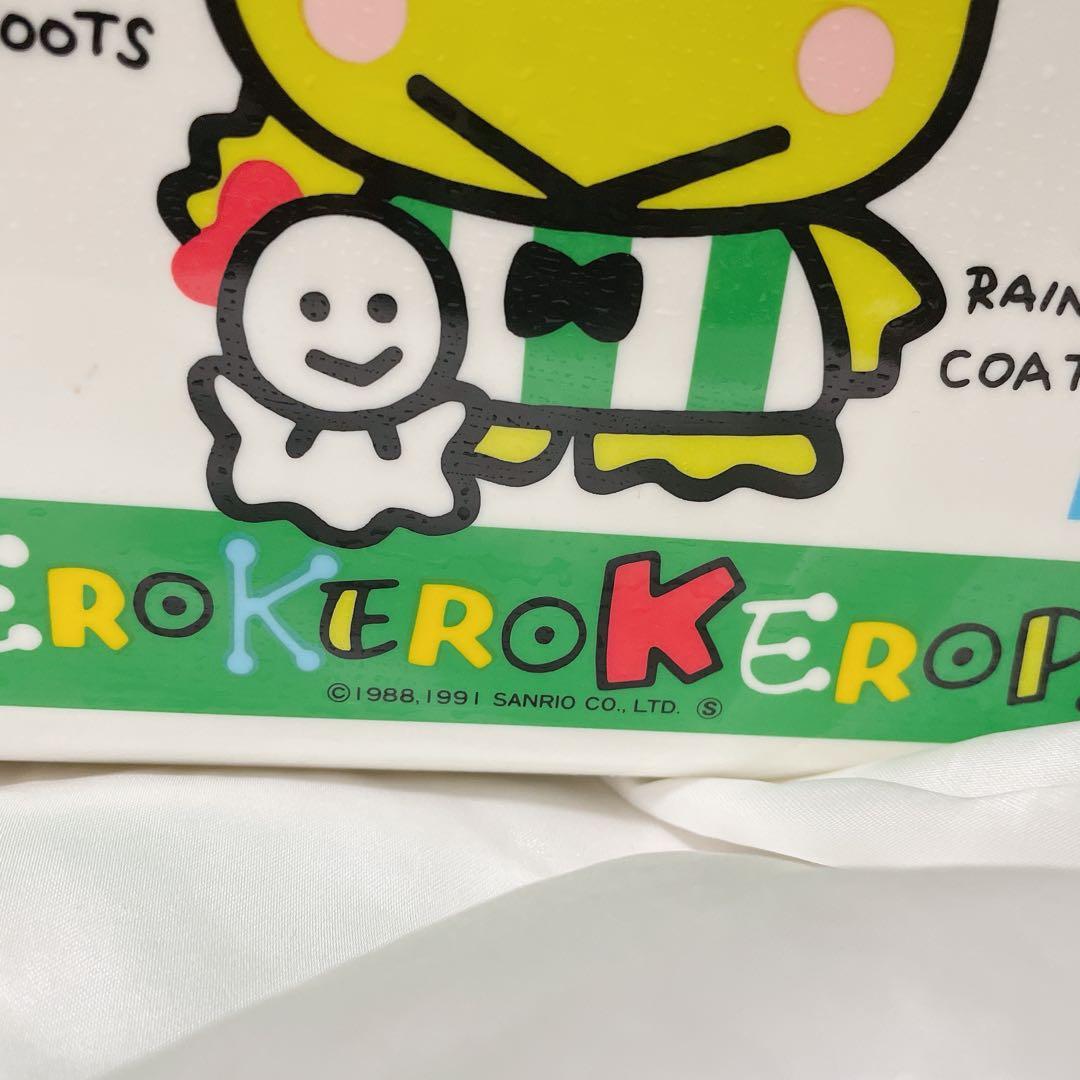 OOTS
RAIN
COAT
EROKEROKEROP
©1988,1991 SANRIO CO., LTD. Ⓢ